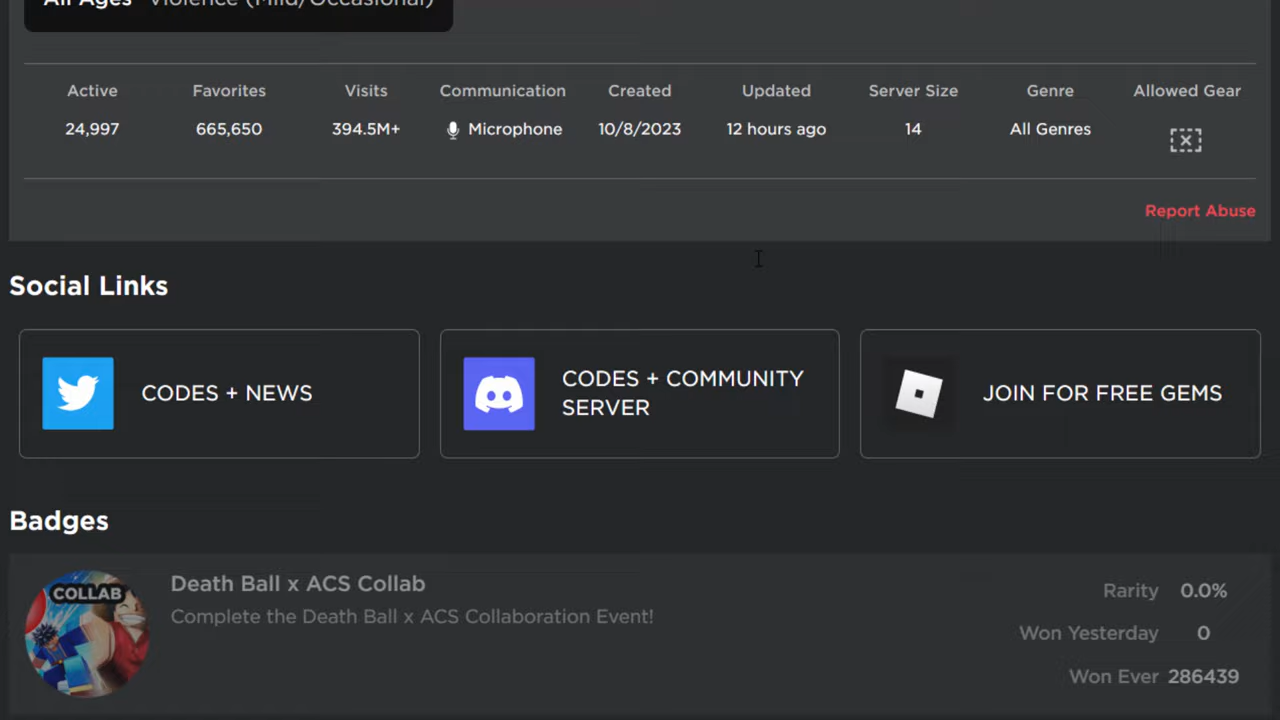 All Ages Violence (Mild/Occasional)
Active Favorites Visits Communication Created Updated Server Size Genre Allowed Gear
24,997 665,650 394.5M+ Microphone 10/8/2023 12 hours ago 14 All Genres
Report Abuse
Social Links
CODES + NEWS
CODES + COMMUNITY
SERVER
JOIN FOR FREE GEMS
Badges
COLLAB
Death Ball x ACS Collab
Complete the Death Ball x ACS Collaboration Event!
Rarity 0.0%
Won Yesterday 0
Won Ever 286439